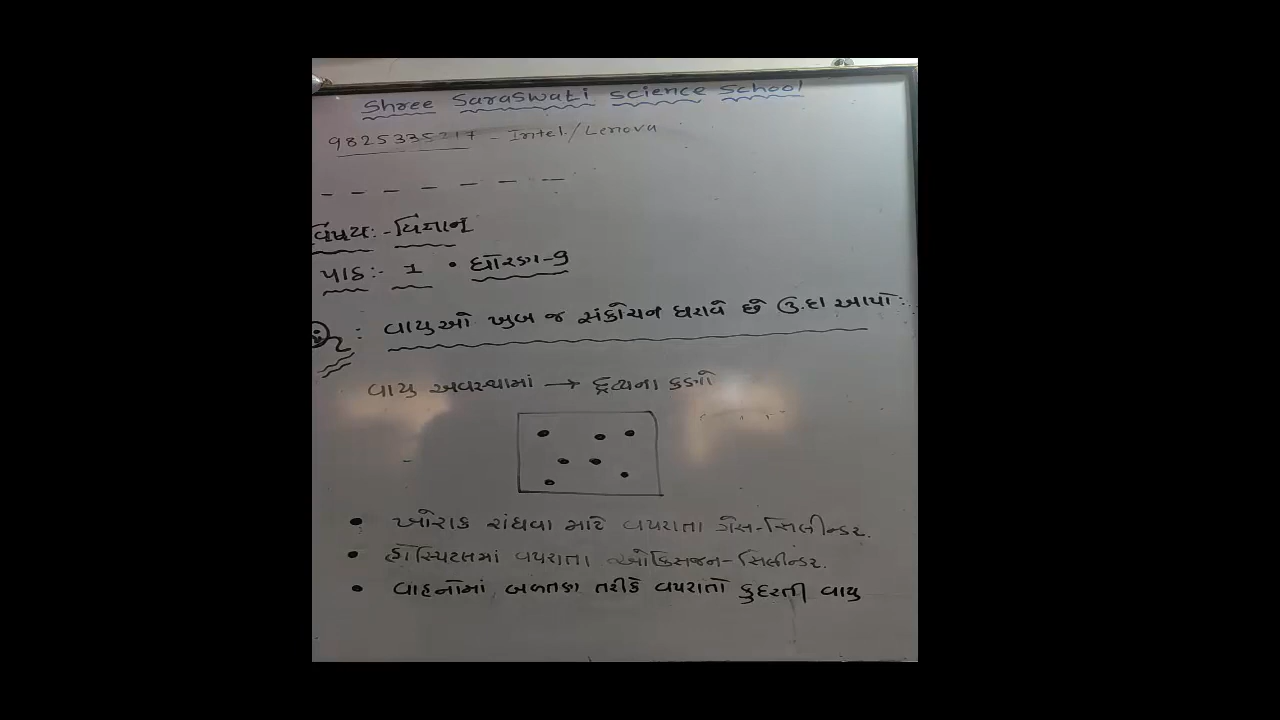 Shree Saraswati Science School
9825335217 - Intel./Lenova
વિષય:- વિજ્ઞાન
પાઠ:- 1 • ધોરણ-9
: વાયુઓ ખુબ જ સંકોચન ધરાવે છે ઉ.દા આપો:
વાયુ અવસ્થામાં → દ્રવ્યના કણો
• ખોરાક રાંધવા માટે વપરાતા ગેસ-સિલીન્ડર.
• હોસ્પિટલમાં વપરાતા ઓકિસજન-સિલીન્ડર.
• વાહનોમાં બળતણ તરીકે વપરાતો કુદરતી વાયુ